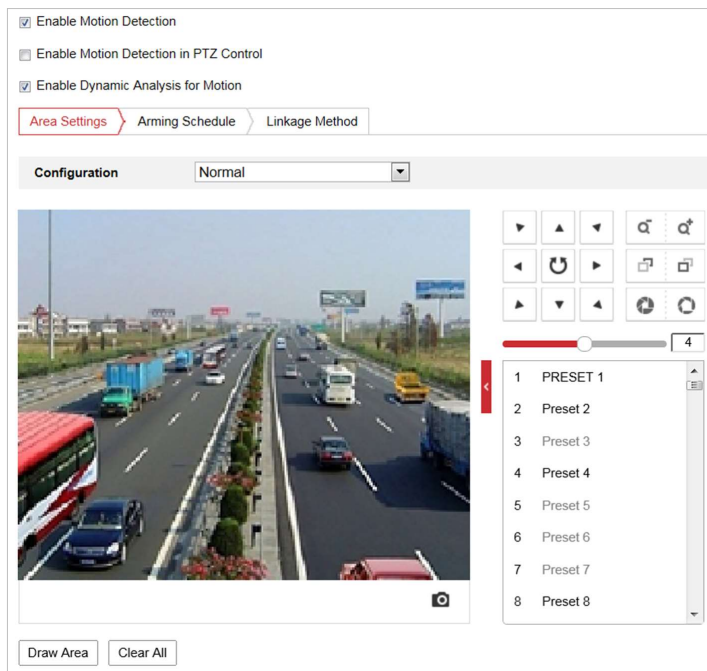 Enable Motion Detection
Enable Motion Detection in PTZ Control
Enable Dynamic Analysis for Motion
Area Settings Arming Schedule Linkage Method
Configuration Normal
4
1 PRESET 1
2 Preset 2
3 Preset 3
4 Preset 4
5 Preset 5
6 Preset 6
7 Preset 7
8 Preset 8
Draw Area Clear All